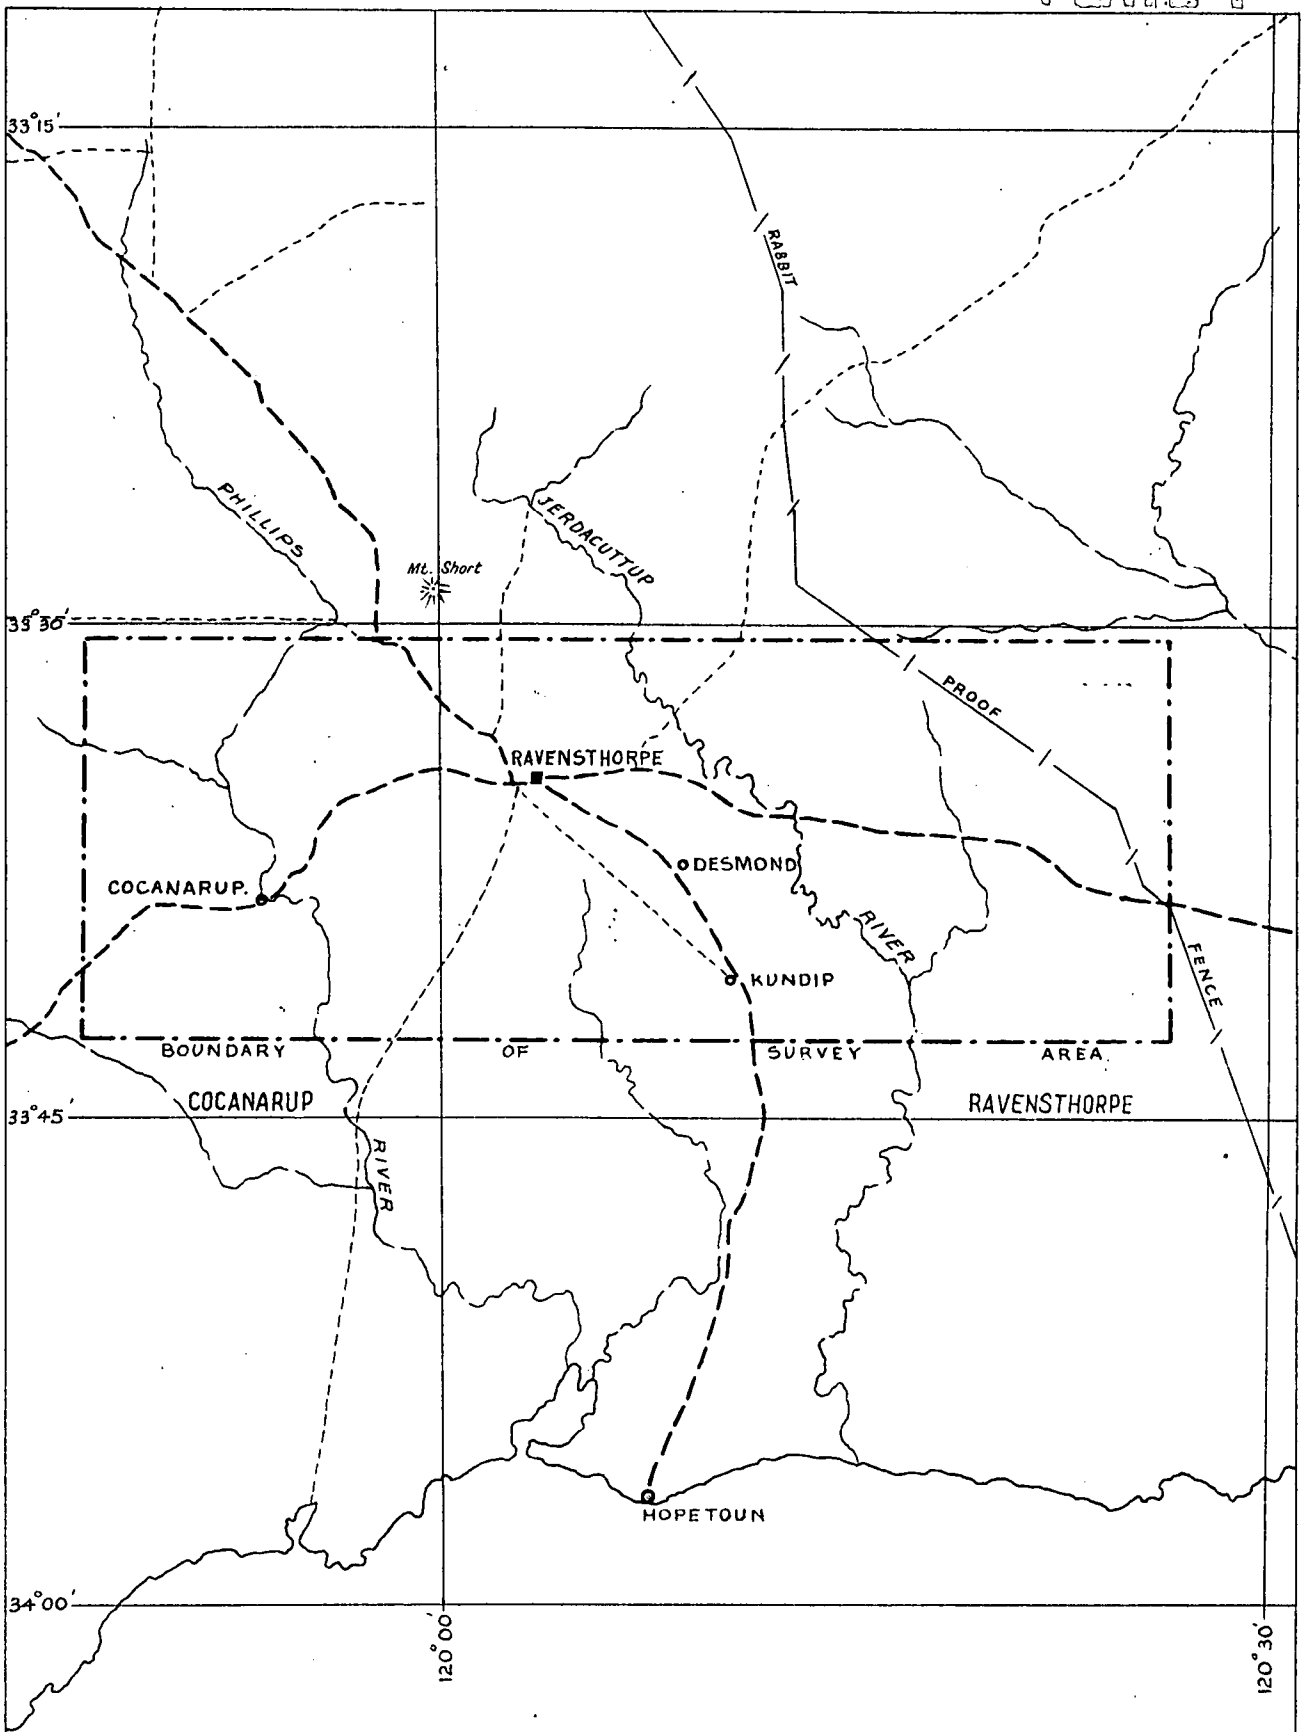 33°15'
RABBIT
PHILLIPS
JERDACUTTUP
Mt. Short
33°30'
PROOF
RAVENSTHORPE
DESMOND
COCANARUP.
RIVER
KUNDIP
FENCE
BOUNDARY OF SURVEY AREA
COCANARUP
RAVENSTHORPE
33°45'
RIVER
HOPETOUN
34°00'
120°00'
120°30'